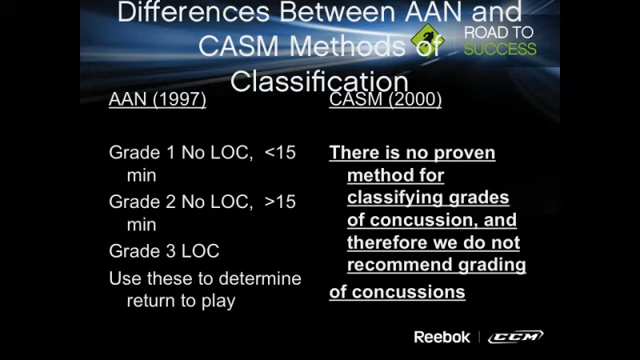 Differences Between AAN and
CASM Methods of
Classification
ROAD TO
SUCCESS
AAN (1997)
Grade 1 No LOC, <15
min
Grade 2 No LOC, >15
min
Grade 3 LOC
Use these to determine
return to play
CASM (2000)
There is no proven
method for
classifying grades
of concussion, and
therefore we do not
recommend grading
of concussions
Reebok
CCM